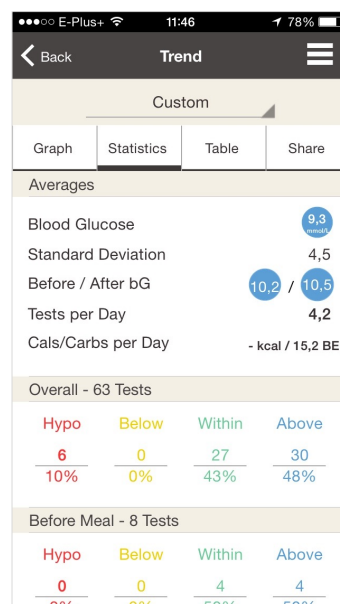 E-Plus+ 11:46 78%
Back Trend
Custom
Graph Statistics Table Share
Averages
Blood Glucose 9,3 mmol/L
Standard Deviation 4,5
Before / After bG 10,2 / 10,5
Tests per Day 4,2
Cals/Carbs per Day - kcal / 15,2 BE
Overall - 63 Tests
Hypo Below Within Above
6 0 27 30
10% 0% 43% 48%
Before Meal - 8 Tests
Hypo Below Within Above
0 0 4 4